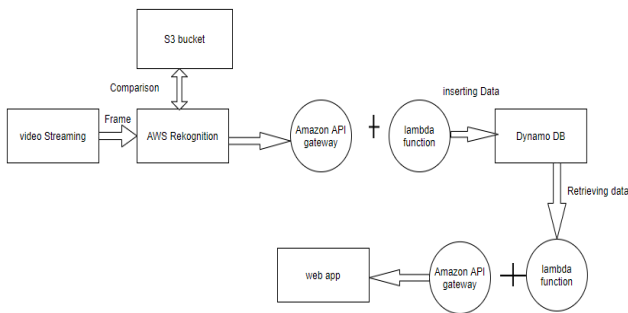 S3 bucket
Comparison
inserting Data
video Streaming
Frame
AWS Rekognition
Amazon API
gateway
+
lambda
function
Dynamo DB
Retrieving data
web app
Amazon API
gateway
+
lambda
function